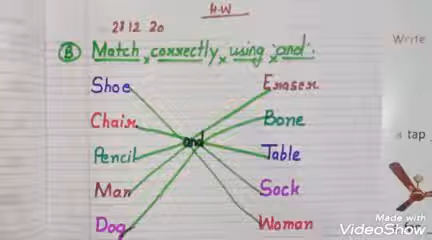 H.W
28 12 20
B Match correctly using 'and'.
Shoe Eraser
Chair Bone
and
Pencil Table
Man Sock
Dog Woman
Write
a tap
Made with
VideoShow